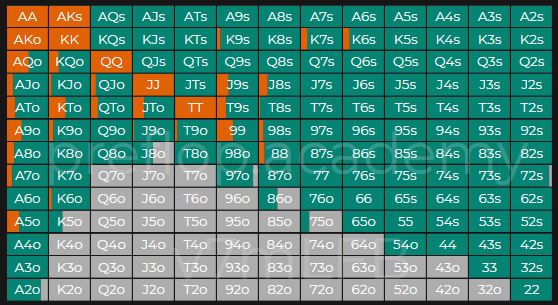 AA AKs AQs AJs ATs A9s A8s A7s A6s A5s A4s A3s A2s
AKo KK KQs KJs KTs K9s K8s K7s K6s K5s K4s K3s K2s
AQo KQo QQ QJs QTs Q9s Q8s Q7s Q6s Q5s Q4s Q3s Q2s
AJo KJo QJo JJ JTs J9s J8s J7s J6s J5s J4s J3s J2s
ATo KTo QTo JTo TT T9s T8s T7s T6s T5s T4s T3s T2s
A9o K9o Q9o J9o T9o 99 98s 97s 96s 95s 94s 93s 92s
A8o K8o Q8o J8o T8o 98o 88 87s 86s 85s 84s 83s 82s
preflop.academy
A7o K7o Q7o J7o T7o 97o 87o 77 76s 75s 74s 73s 72s
A6o K6o Q6o J6o T6o 96o 86o 76o 66 65s 64s 63s 62s
A5o K5o Q5o J5o T5o 95o 85o 75o 65o 55 54s 53s 52s
A4o K4o Q4o J4o T4o 94o 84o 74o 64o 54o 44 43s 42s
A3o K3o Q3o J3o T3o 93o 83o 73o 63o 53o 43o 33 32s
A2o K2o Q2o J2o T2o 92o 82o 72o 62o 52o 42o 32o 22